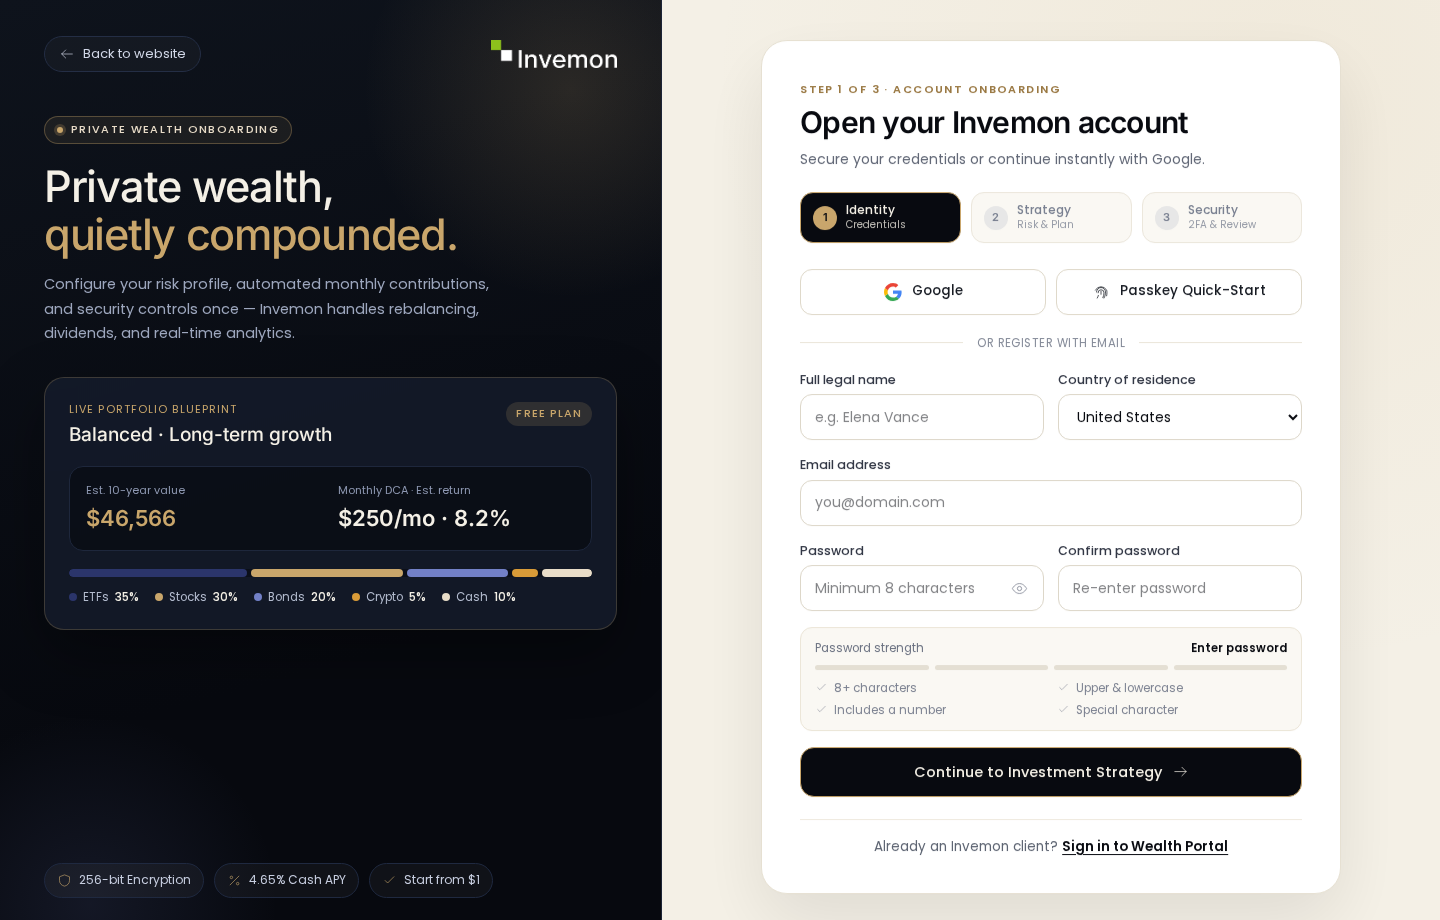 Back to website
Invemon
PRIVATE WEALTH ONBOARDING
Private wealth,
quietly compounded.
Configure your risk profile, automated monthly contributions,
and security controls once — Invemon handles rebalancing,
dividends, and real-time analytics.
LIVE PORTFOLIO BLUEPRINT
FREE PLAN
Balanced · Long-term growth
Est. 10-year value
Monthly DCA · Est. return
$46,566
$250/mo · 8.2%
ETFs 35% Stocks 30% Bonds 20% Crypto 5% Cash 10%
256-bit Encryption
4.65% Cash APY
Start from $1
STEP 1 OF 3 · ACCOUNT ONBOARDING
Open your Invemon account
Secure your credentials or continue instantly with Google.
1
Identity
Credentials
2
Strategy
Risk & Plan
3
Security
2FA & Review
Google
Passkey Quick-Start
OR REGISTER WITH EMAIL
Full legal name
Country of residence
e.g. Elena Vance
United States
Email address
you@domain.com
Password
Confirm password
Minimum 8 characters
Re-enter password
Password strength
Enter password
8+ characters
Upper & lowercase
Includes a number
Special character
Continue to Investment Strategy
Already an Invemon client? Sign in to Wealth Portal